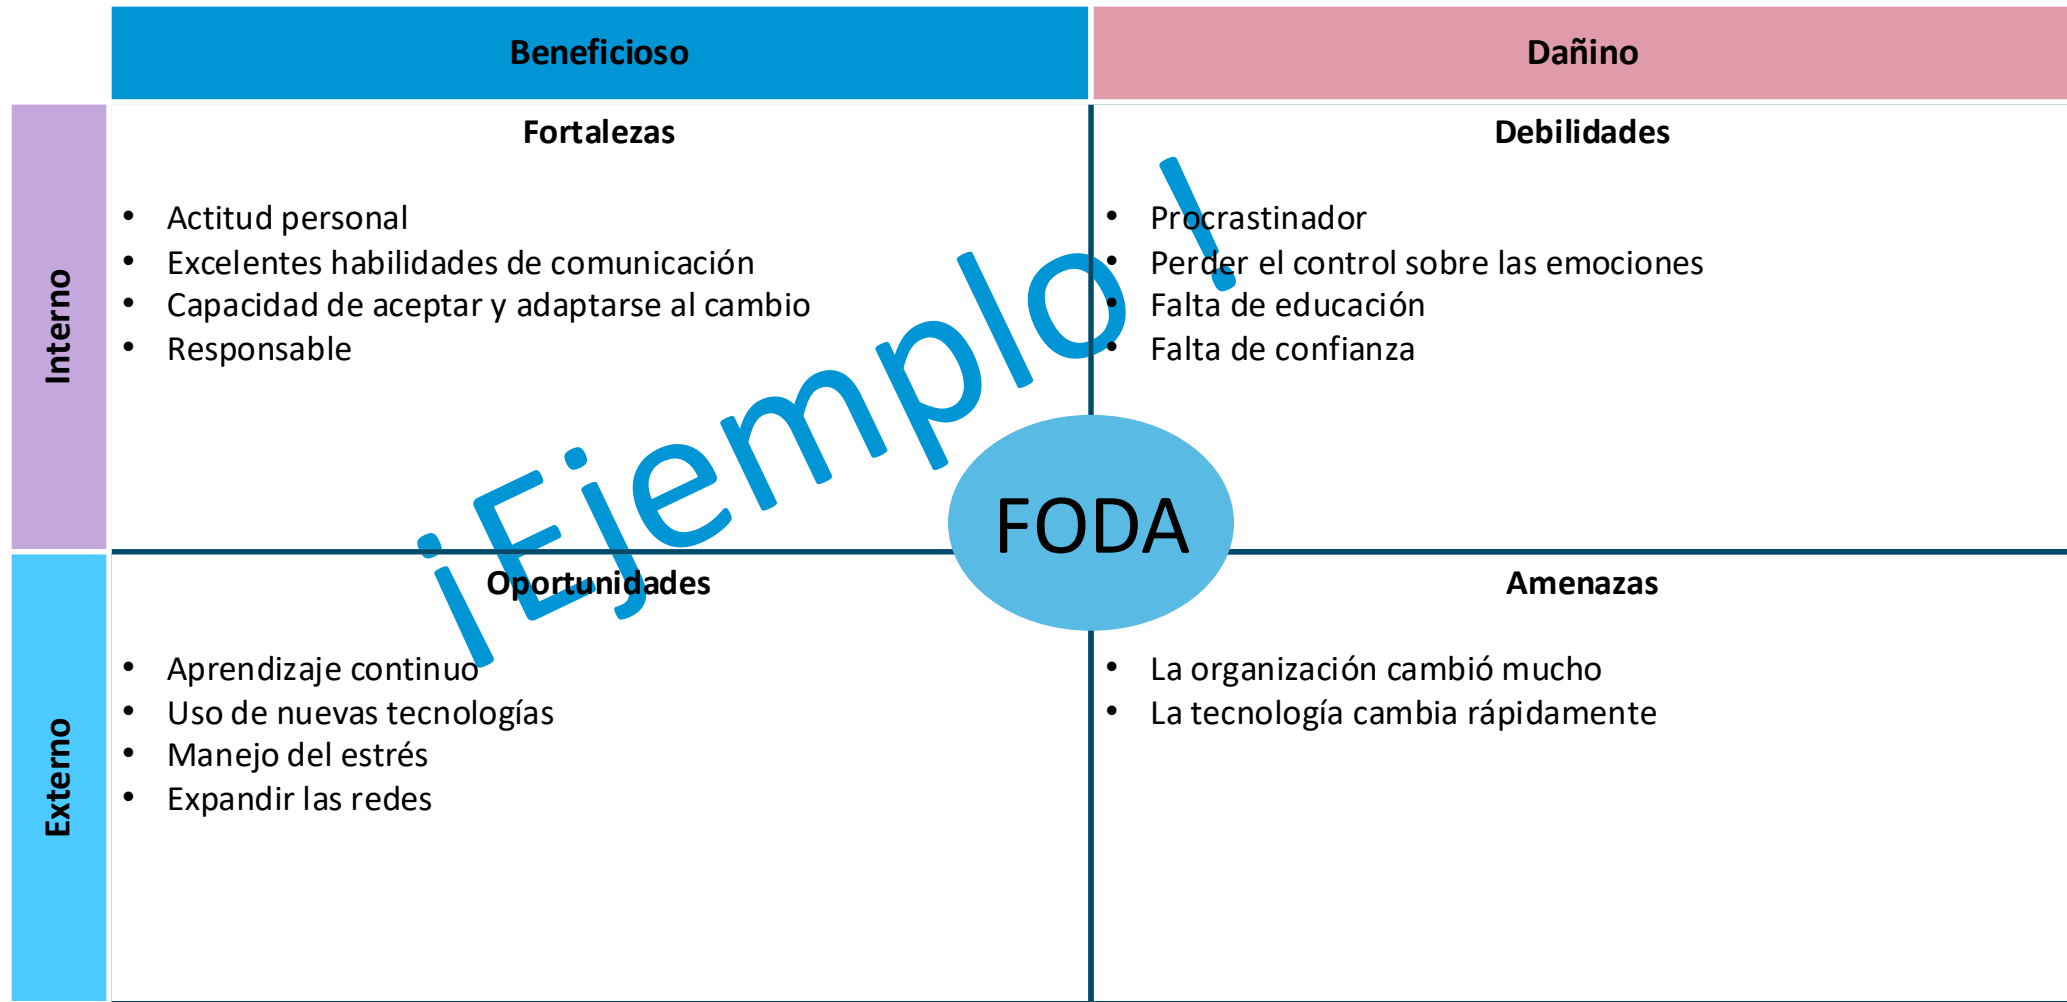 Beneficioso
Dañino
Interno
Fortalezas
• Actitud personal
• Excelentes habilidades de comunicación
• Capacidad de aceptar y adaptarse al cambio
• Responsable
Debilidades
• Procrastinador
• Perder el control sobre las emociones
• Falta de educación
• Falta de confianza
¡Ejemplo !
FODA
Externo
Oportunidades
• Aprendizaje continuo
• Uso de nuevas tecnologías
• Manejo del estrés
• Expandir las redes
Amenazas
• La organización cambió mucho
• La tecnología cambia rápidamente